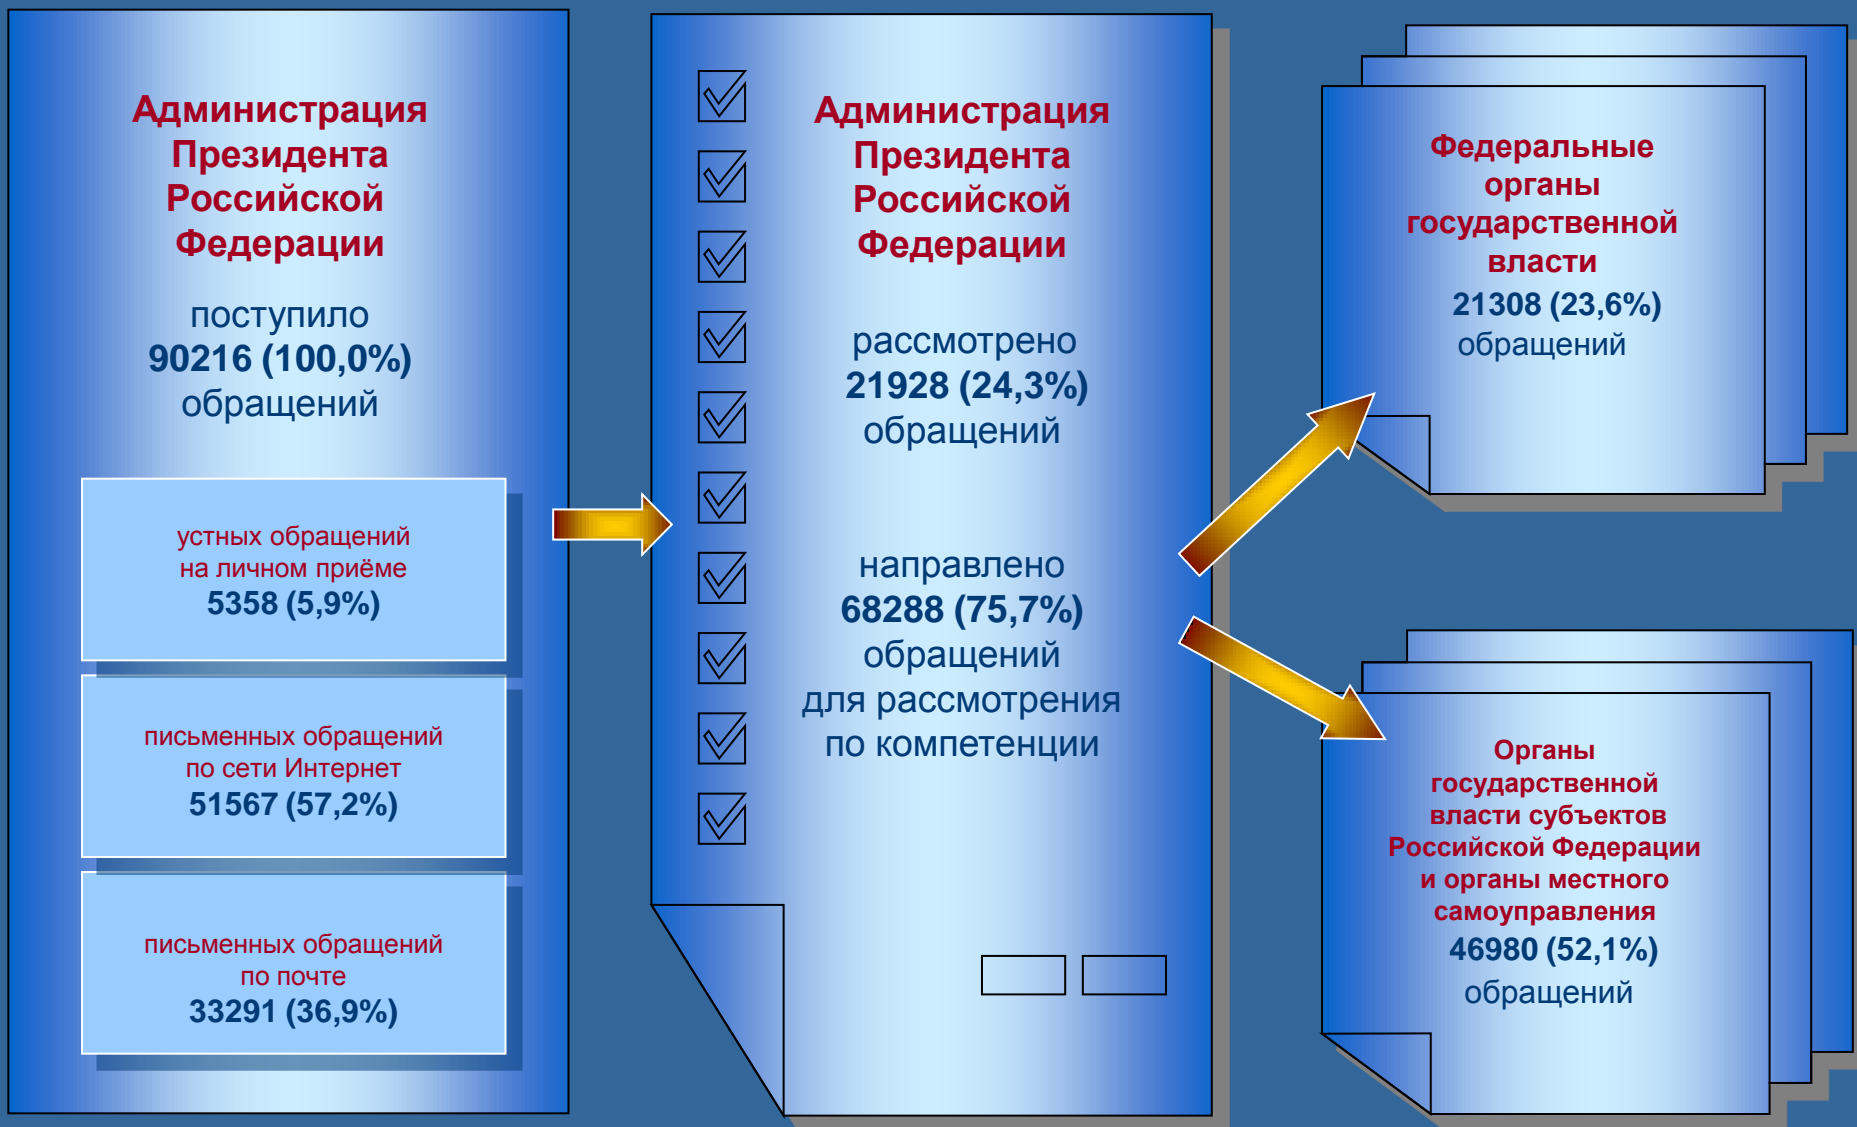 Администрация
Президента
Российской
Федерации
поступило
90216 (100,0%)
обращений
устных обращений
на личном приёме
5358 (5,9%)
письменных обращений
по сети Интернет
51567 (57,2%)
письменных обращений
по почте
33291 (36,9%)
Администрация
Президента
Российской
Федерации
рассмотрено
21928 (24,3%)
обращений
направлено
68288 (75,7%)
обращений
для рассмотрения
по компетенции
Федеральные
органы
государственной
власти
21308 (23,6%)
обращений
Органы
государственной
власти субъектов
Российской Федерации
и органы местного
самоуправления
46980 (52,1%)
обращений